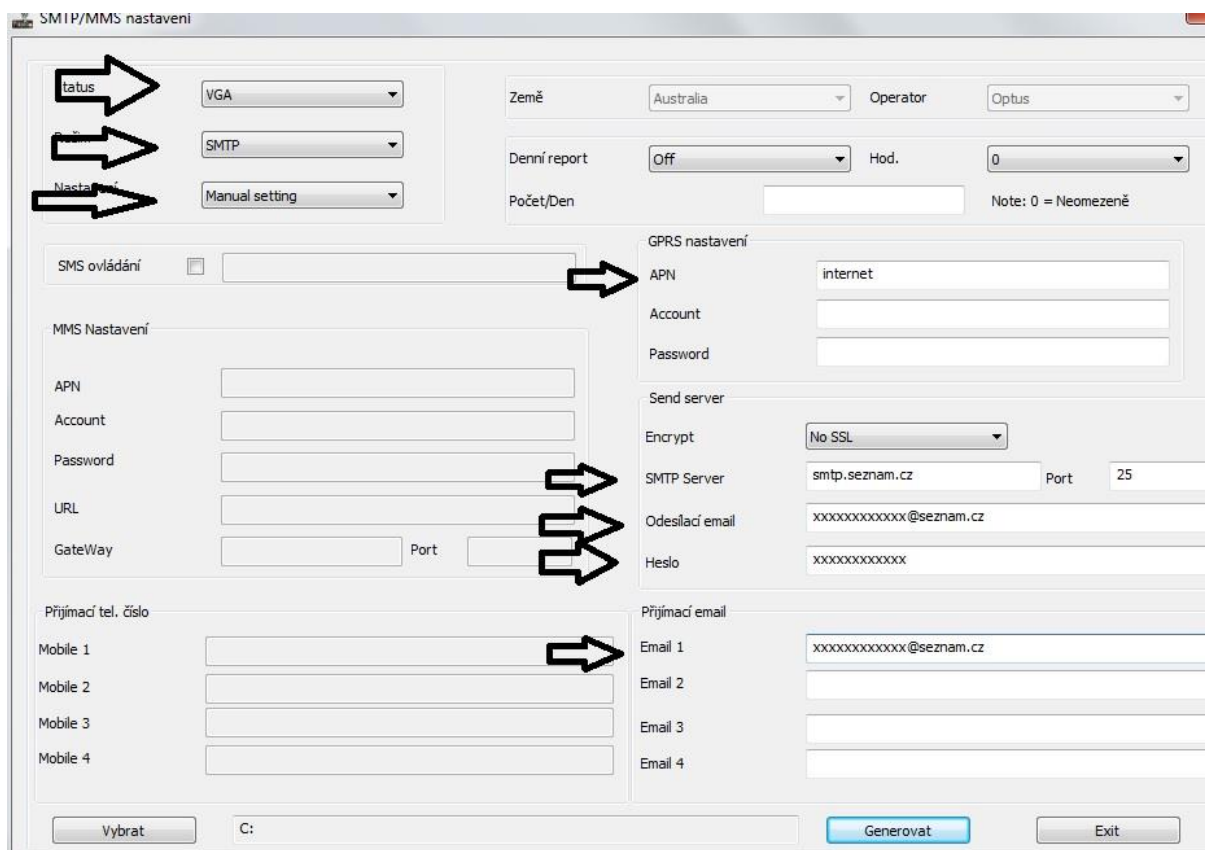 SMTP/MMS nastavení
VGA
SMTP
Manual setting
Země Australia Operator Optus
Denní report Off Hod. 0
Počet/Den Note: 0 = Neomezeně
SMS ovládání
MMS Nastavení
APN
Account
Password
URL
GateWay Port
GPRS nastavení
APN internet
Account
Password
Send server
Encrypt No SSL
SMTP Server smtp.seznam.cz Port 25
Odesílací email xxxxxxxxxxxx@seznam.cz
Heslo xxxxxxxxxxxx
Přijímací tel. číslo
Mobile 1
Mobile 2
Mobile 3
Mobile 4
Přijímací email
Email 1 xxxxxxxxxxxx@seznam.cz
Email 2
Email 3
Email 4
Vybrat C: Generovat Exit